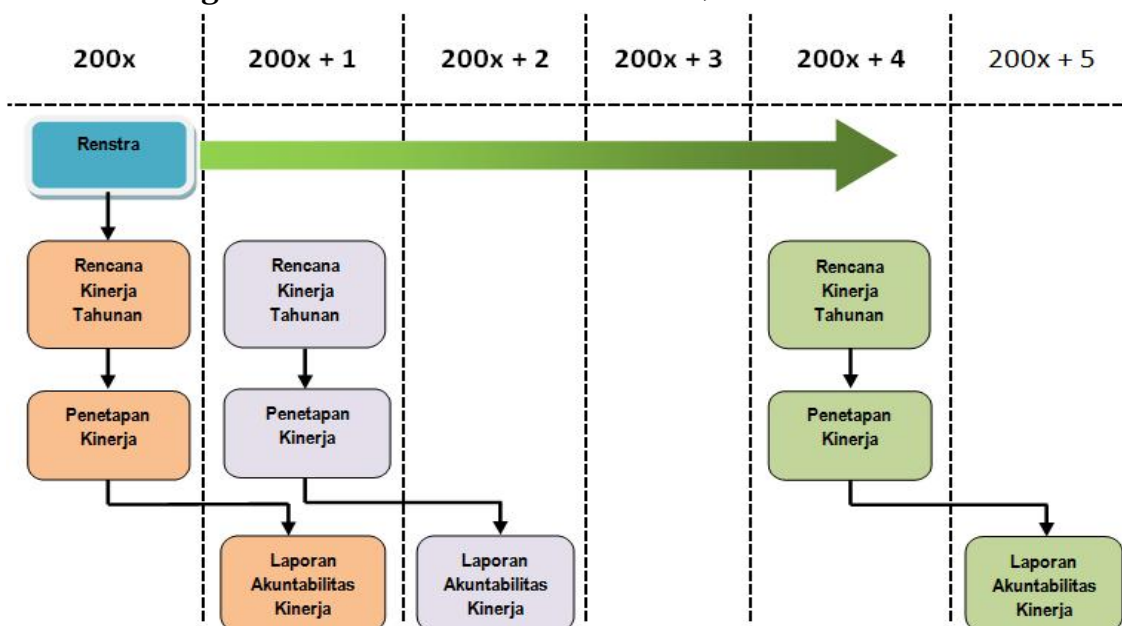 200x
200x + 1
200x + 2
200x + 3
200x + 4
200x + 5
Renstra
Rencana
Kinerja
Tahunan
Rencana
Kinerja
Tahunan
Rencana
Kinerja
Tahunan
Penetapan
Kinerja
Penetapan
Kinerja
Penetapan
Kinerja
Laporan
Akuntabilitas
Kinerja
Laporan
Akuntabilitas
Kinerja
Laporan
Akuntabilitas
Kinerja